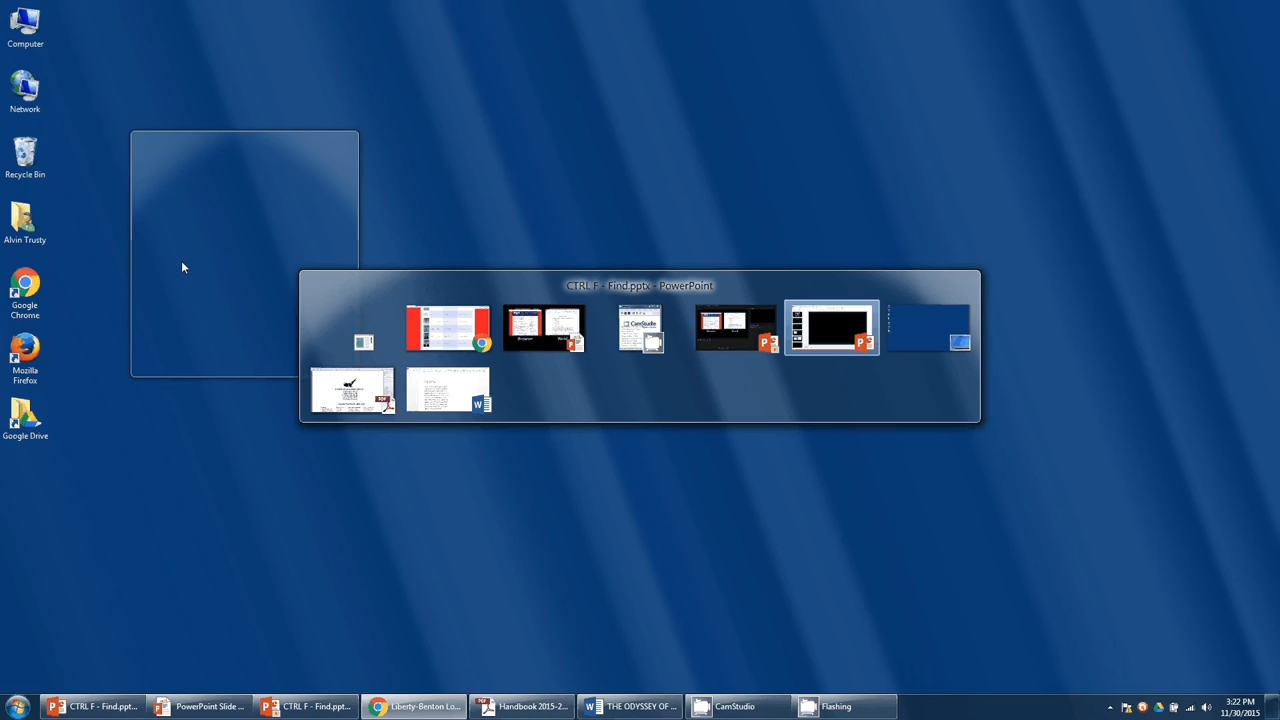 Computer
Network
Recycle Bin
Alvin Trusty
Google
Chrome
Mozilla
Firefox
Google Drive
CTRL F - Find.pptx - PowerPoint
CamStudio
CTRL F - Find.ppt...
PowerPoint Slide ...
CTRL F - Find.ppt...
Liberty-Benton Lo...
Handbook 2015-2...
'THE ODYSSEY OF ...
CamStudio
Flashing
3:22 PM
11/30/2015